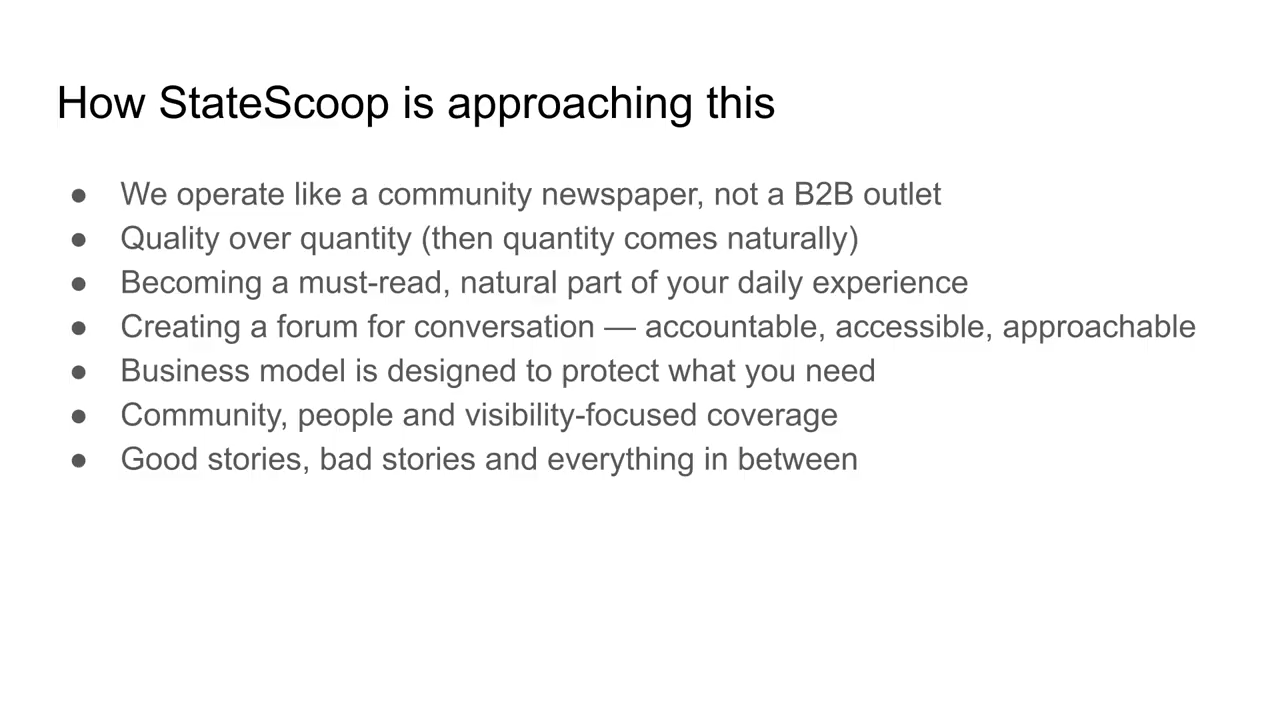 How StateScoop is approaching this
● We operate like a community newspaper, not a B2B outlet
● Quality over quantity (then quantity comes naturally)
● Becoming a must-read, natural part of your daily experience
● Creating a forum for conversation — accountable, accessible, approachable
● Business model is designed to protect what you need
● Community, people and visibility-focused coverage
● Good stories, bad stories and everything in between